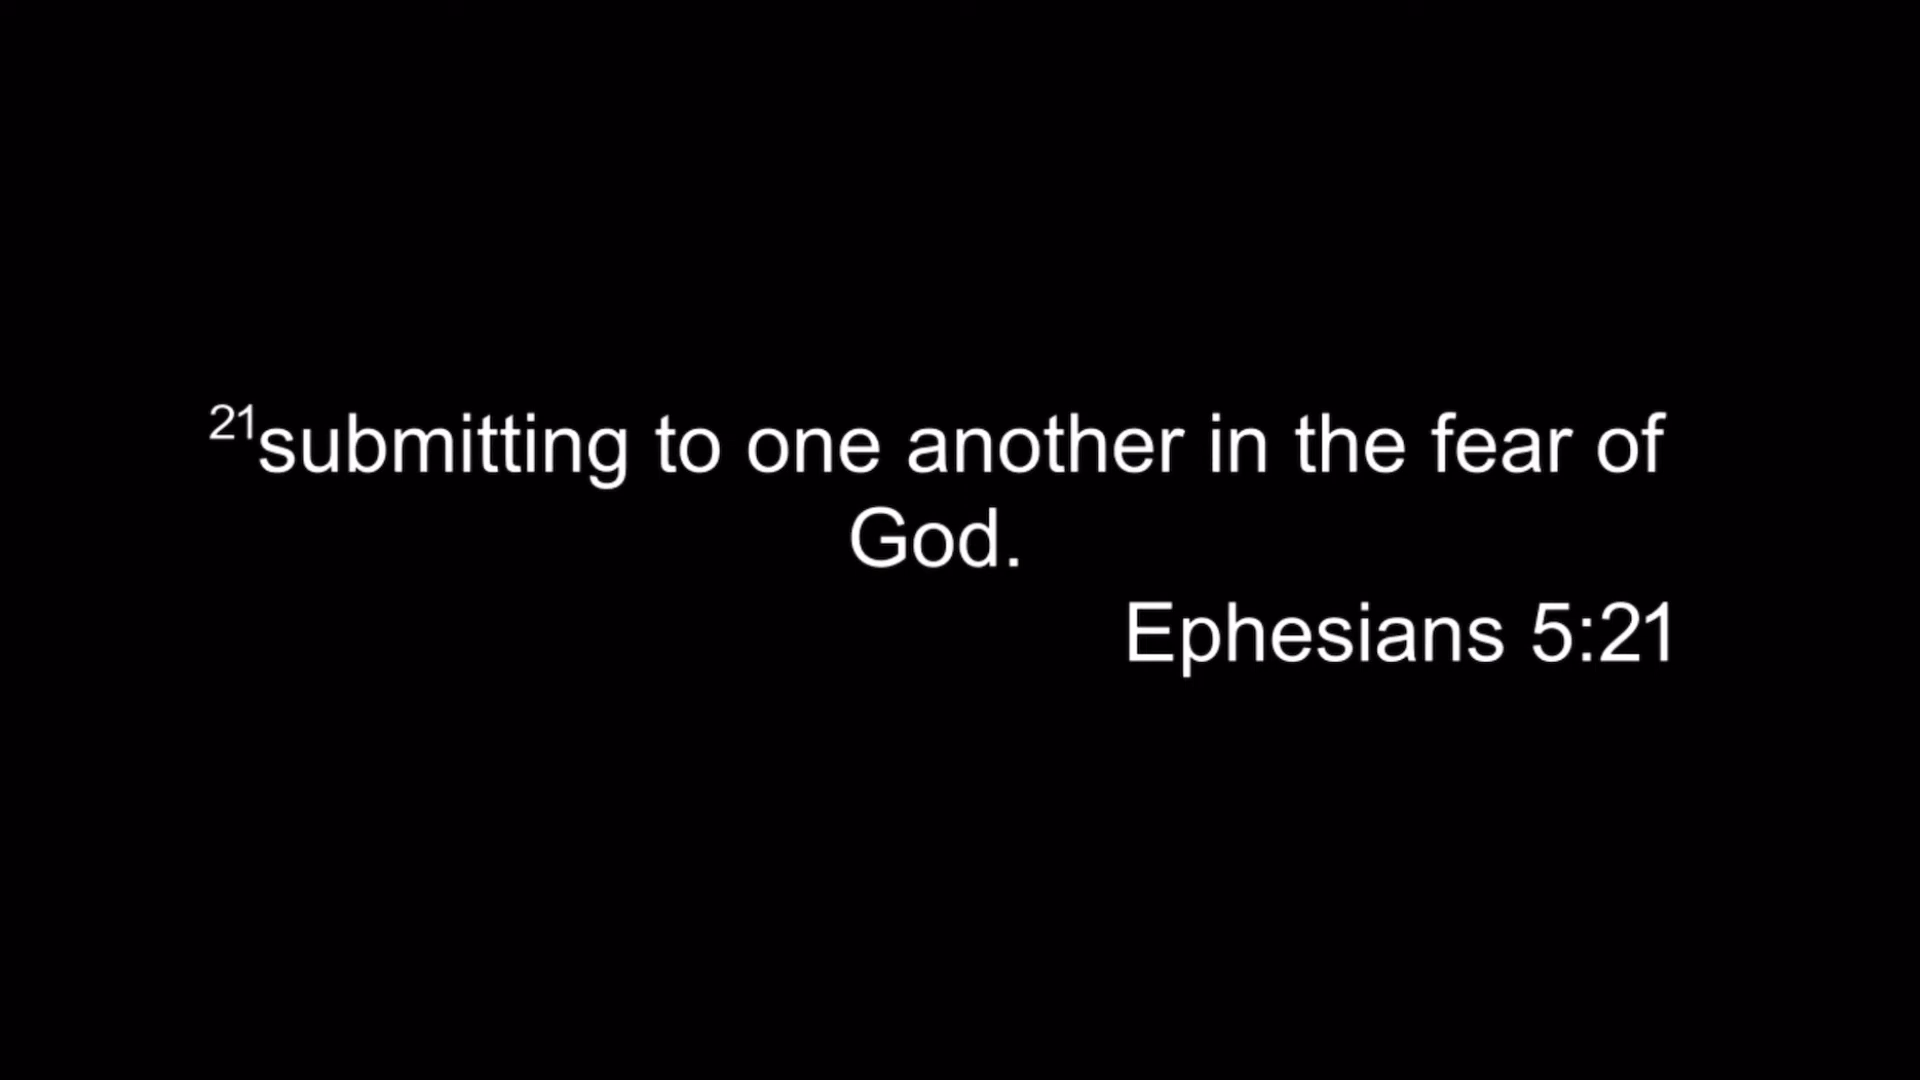 21submitting to one another in the fear of
God.
Ephesians 5:21